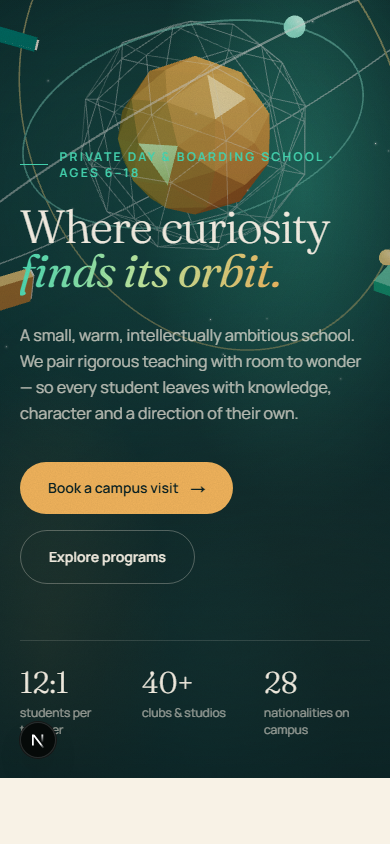 PRIVATE DAY & BOARDING SCHOOL ·
AGES 6–18
Where curiosity
finds its orbit.
A small, warm, intellectually ambitious school.
We pair rigorous teaching with room to wonder
— so every student leaves with knowledge,
character and a direction of their own.
Book a campus visit →
Explore programs
12:1
students per
40+
clubs & studios
28
nationalities on
campus
N